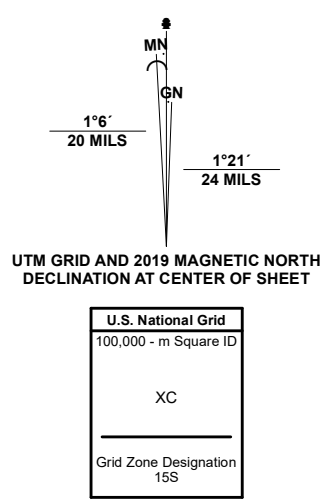 MN
GN
1°6´
20 MILS
1°21´
24 MILS
UTM GRID AND 2019 MAGNETIC NORTH
DECLINATION AT CENTER OF SHEET
U.S. National Grid
100,000 - m Square ID
XC
Grid Zone Designation
15S